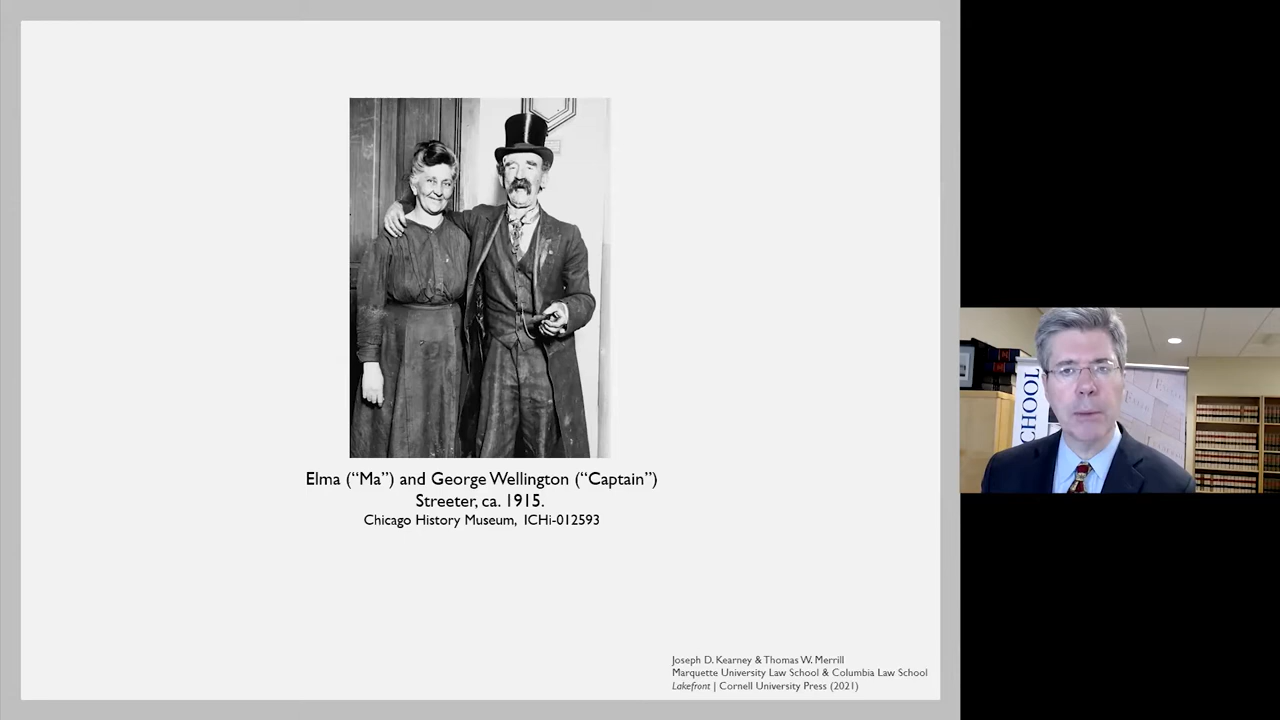 Elma (“Ma”) and George Wellington (“Captain”)
Streeter, ca. 1915.
Chicago History Museum, ICHi-012593
Joseph D. Kearney & Thomas W. Merrill
Marquette University Law School & Columbia Law School
Lakefront | Cornell University Press (2021)
CHOOL